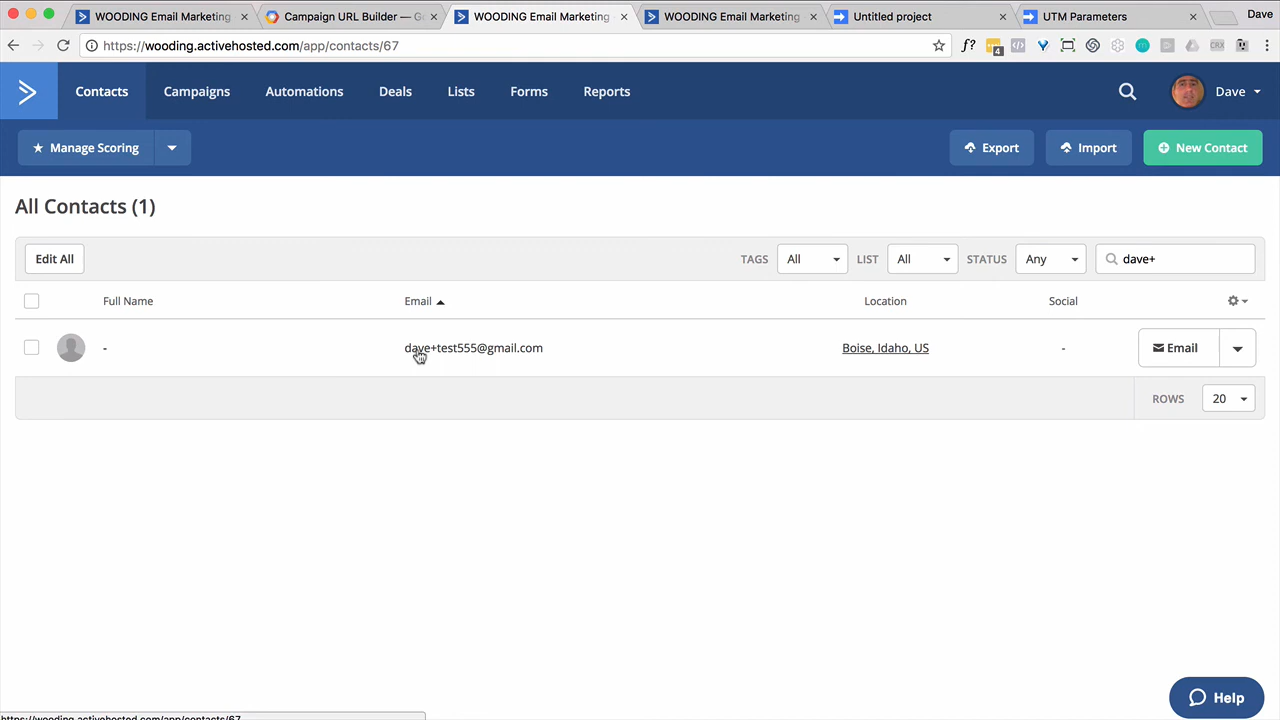 WOODING Email Marketing
Campaign URL Builder — Ge
WOODING Email Marketing
WOODING Email Marketing
Untitled project
UTM Parameters
Dave
https://wooding.activehosted.com/app/contacts/67
f?
4
CRX
Contacts
Campaigns
Automations
Deals
Lists
Forms
Reports
Dave
Manage Scoring
Export
Import
New Contact
All Contacts (1)
Edit All
TAGS
All
LIST
All
STATUS
Any
dave+
Full Name
Email
Location
Social
-
dave+test555@gmail.com
Boise, Idaho, US
-
Email
ROWS
20
Help
https://wooding.activehosted.com/app/contacts/67